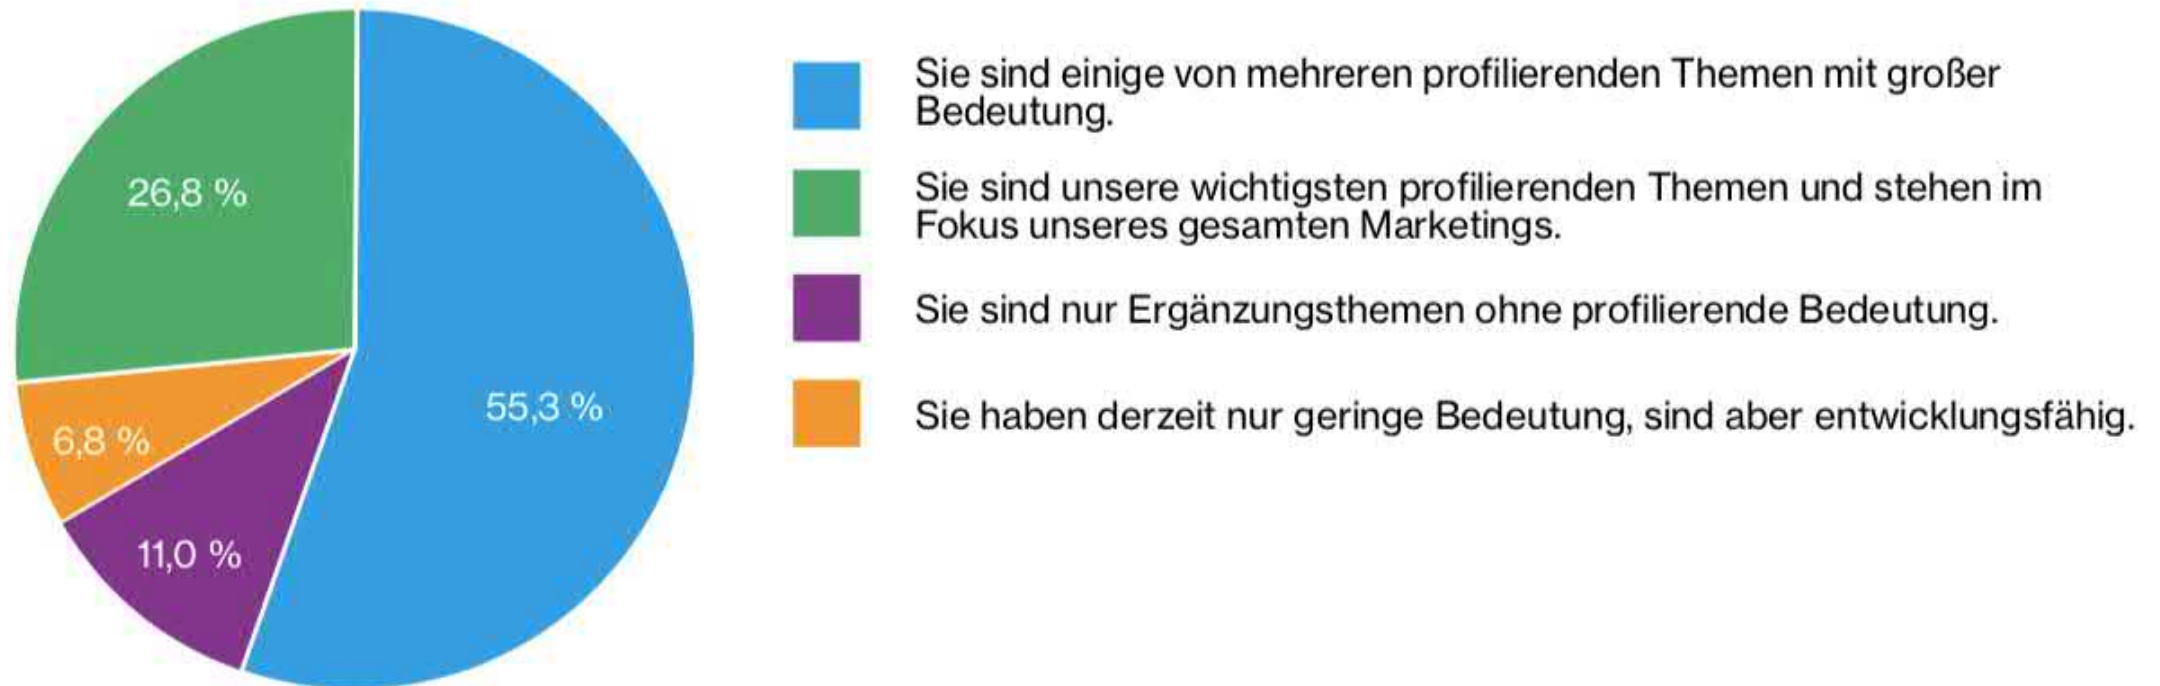 26,8 %
6,8 %
11,0 %
55,3 %
Sie sind einige von mehreren profilierenden Themen mit großer
Bedeutung.
Sie sind unsere wichtigsten profilierenden Themen und stehen im
Fokus unseres gesamten Marketings.
Sie sind nur Ergänzungsthemen ohne profilierende Bedeutung.
Sie haben derzeit nur geringe Bedeutung, sind aber entwicklungsfähig.